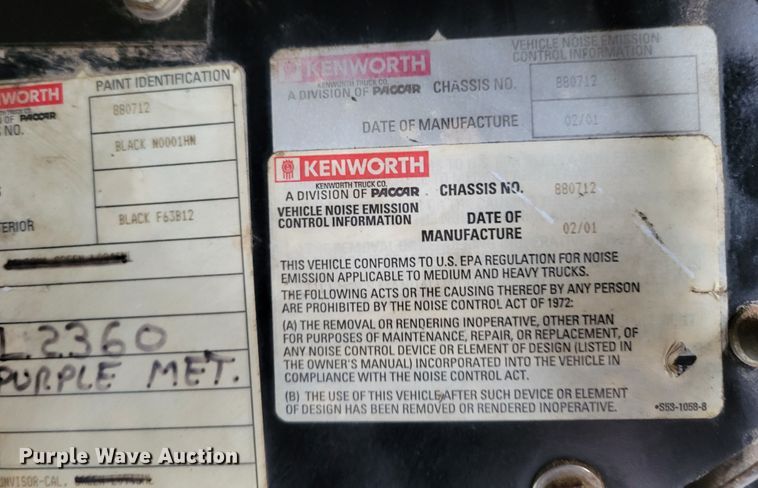 PAINT IDENTIFICATION
WORTH
880712
OF PACCAR
NO.
BLACK N0001HN
ERIOR
BLACK F63B12
L2360
PURPLE MET.
UNVISOR-CAL.
KENWORTH
KENWORTH TRUCK CO.
A DIVISION OF PACCAR
VEHICLE NOISE EMISSION
CONTROL INFORMATION
CHASSIS NO. 880712
DATE OF MANUFACTURE 02/01
KENWORTH
KENWORTH TRUCK CO.
A DIVISION OF PACCAR
CHASSIS NO. 880712
VEHICLE NOISE EMISSION
CONTROL INFORMATION
DATE OF
MANUFACTURE 02/01
THIS VEHICLE CONFORMS TO U.S. EPA REGULATION FOR NOISE
EMISSION APPLICABLE TO MEDIUM AND HEAVY TRUCKS.
THE FOLLOWING ACTS OR THE CAUSING THEREOF BY ANY PERSON
ARE PROHIBITED BY THE NOISE CONTROL ACT OF 1972:
(A) THE REMOVAL OR RENDERING INOPERATIVE, OTHER THAN
FOR PURPOSES OF MAINTENANCE, REPAIR, OR REPLACEMENT, OF
ANY NOISE CONTROL DEVICE OR ELEMENT OF DESIGN (LISTED IN
THE OWNER'S MANUAL) INCORPORATED INTO THE VEHICLE IN
COMPLIANCE WITH THE NOISE CONTROL ACT.
(B) THE USE OF THIS VEHICLE AFTER SUCH DEVICE OR ELEMENT
OF DESIGN HAS BEEN REMOVED OR RENDERED INOPERATIVE.
•S53-1058-8
Purple Wave Auction